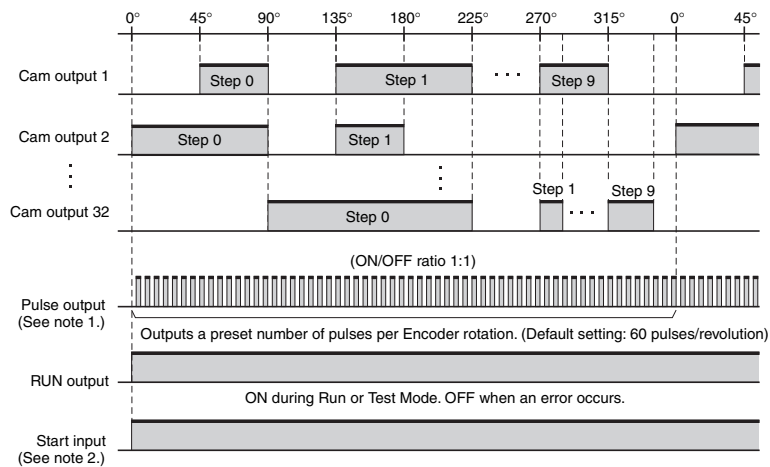 0° 45° 90° 135° 180° 225° 270° 315° 0° 45°
Cam output 1 Step 0 Step 1 ··· Step 9
Cam output 2 Step 0 Step 1
Step 1 Step 9
Cam output 32 Step 0 ···
(ON/OFF ratio 1:1)
Pulse output
(See note 1.)
Outputs a preset number of pulses per Encoder rotation. (Default setting: 60 pulses/revolution)
RUN output
ON during Run or Test Mode. OFF when an error occurs.
Start input
(See note 2.)